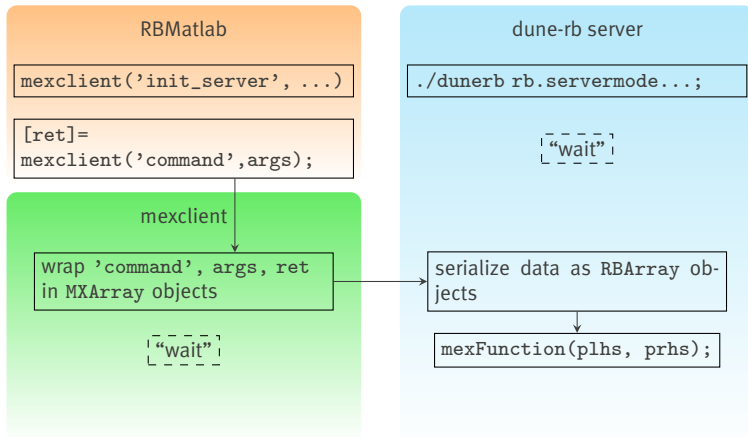 RBMatlab
mexclient('init_server', ...)
[ret]=
mexclient('command',args);
mexclient
wrap 'command', args, ret
in MXArray objects
“wait”
dune-rb server
./dunerb rb.servermode...;
“wait”
serialize data as RBArray ob-
jects
mexFunction(plhs, prhs);